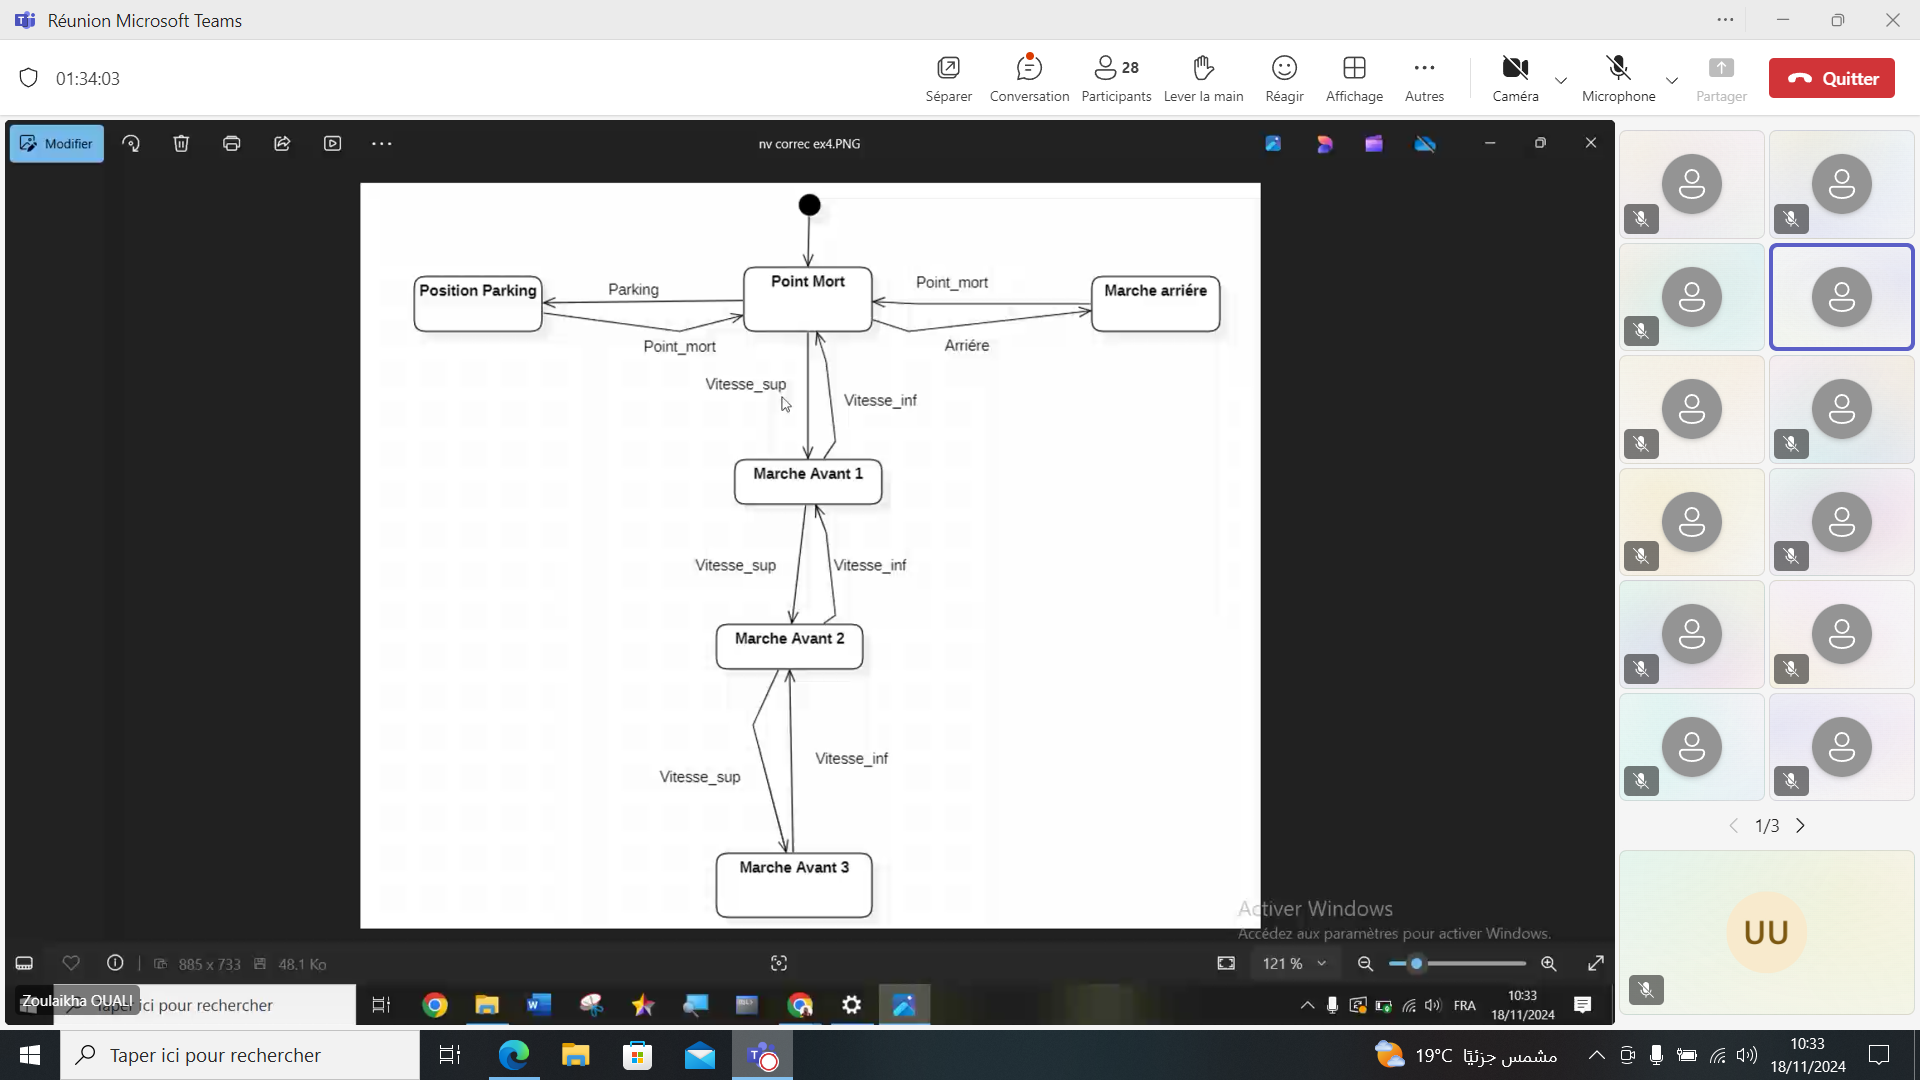 Réunion Microsoft Teams
01:34:03
Séparer
Conversation
28
Participants
Lever la main
Réagir
Affichage
Autres
Caméra
Microphone
Partager
Quitter
Modifier
nv correc ex4.PNG
Point Mort
Position Parking
Parking
Point_mort
Marche arriére
Point_mort
Arriére
Vitesse_sup
Vitesse_inf
Marche Avant 1
Vitesse_sup
Vitesse_inf
Marche Avant 2
Vitesse_inf
Vitesse_sup
Marche Avant 3
Activer Windows
Accédez aux paramètres pour activer Windows.
885 x 733
48.1 Ko
121 %
Zoulaikha OUALI
ici pour rechercher
FRA
10:33
18/11/2024
1/3
UU
Taper ici pour rechercher
19°C
مشمس جزئيًا
10:33
18/11/2024